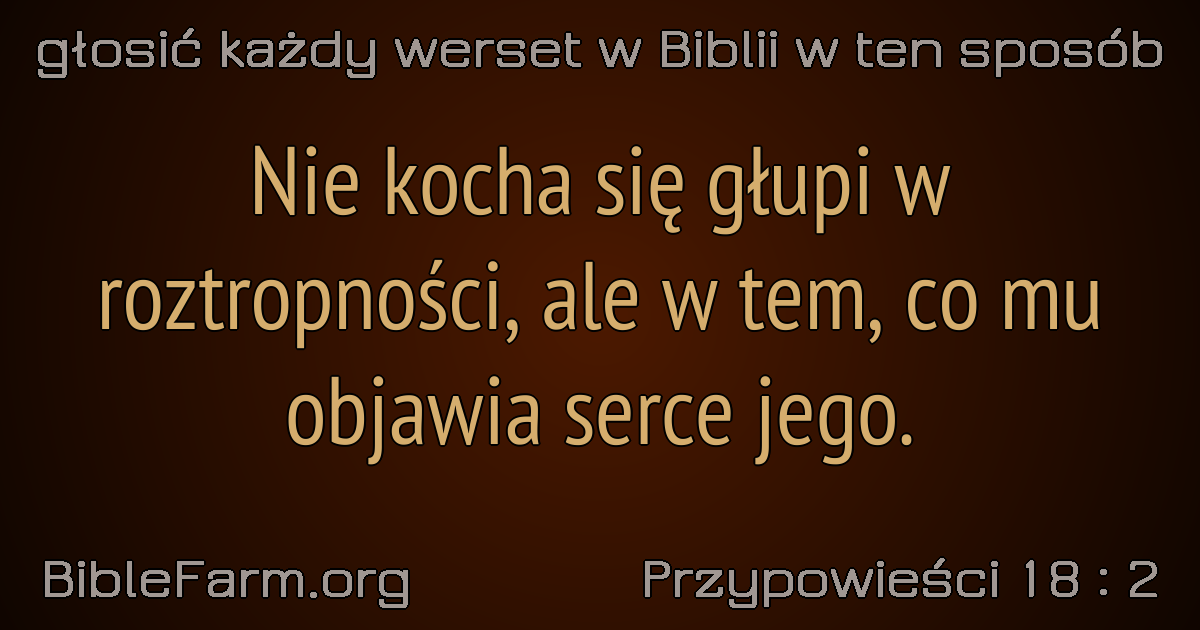 głosić każdy werset w Biblii w ten sposób
Nie kocha się głupi w
roztropności, ale w tem, co mu
objawia serce jego.
BibleFarm.org
Przypowieści 18 : 2